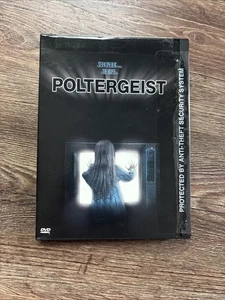 POLTERGEIST
PROTECTED BY ANTI-THEFT SECURITY SYSTEM
DVD